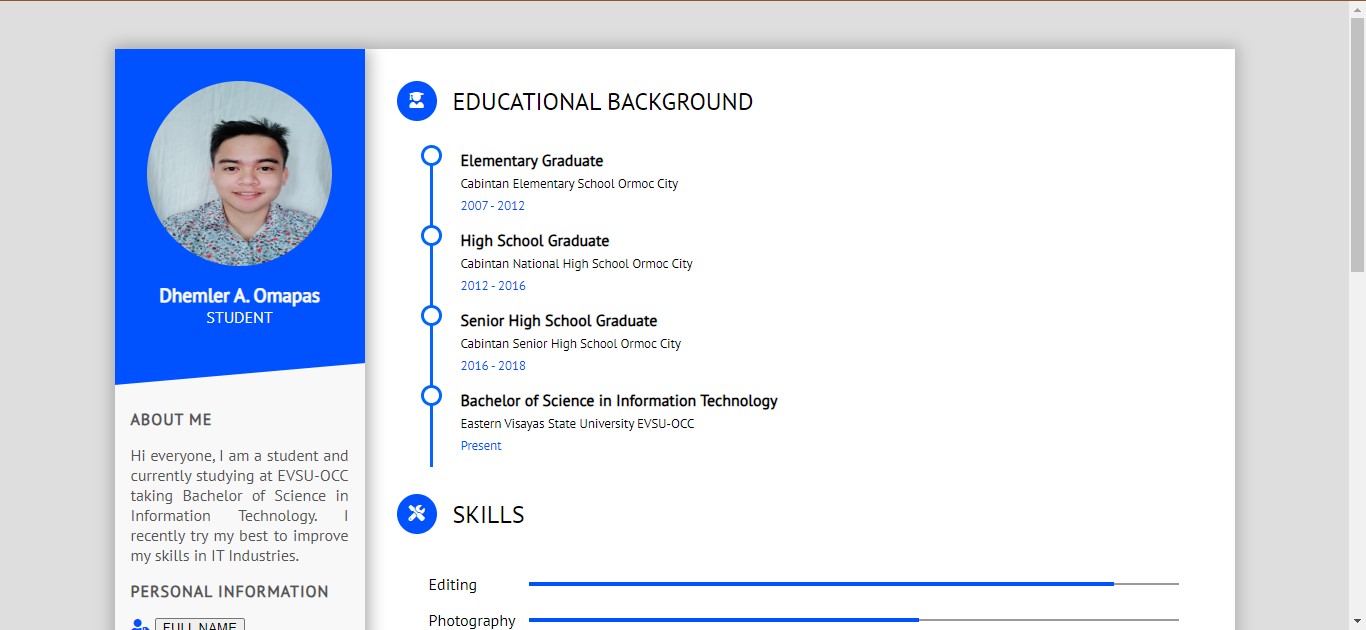 Dhemler A. Omapas
STUDENT
ABOUT ME
Hi everyone, I am a student and
currently studying at EVSU-OCC
taking Bachelor of Science in
Information Technology. I
recently try my best to improve
my skills in IT Industries.
PERSONAL INFORMATION
FULL NAME
EDUCATIONAL BACKGROUND
Elementary Graduate
Cabintan Elementary School Ormoc City
2007 - 2012
High School Graduate
Cabintan National High School Ormoc City
2012 - 2016
Senior High School Graduate
Cabintan Senior High School Ormoc City
2016 - 2018
Bachelor of Science in Information Technology
Eastern Visayas State University EVSU-OCC
Present
SKILLS
Editing
Photography